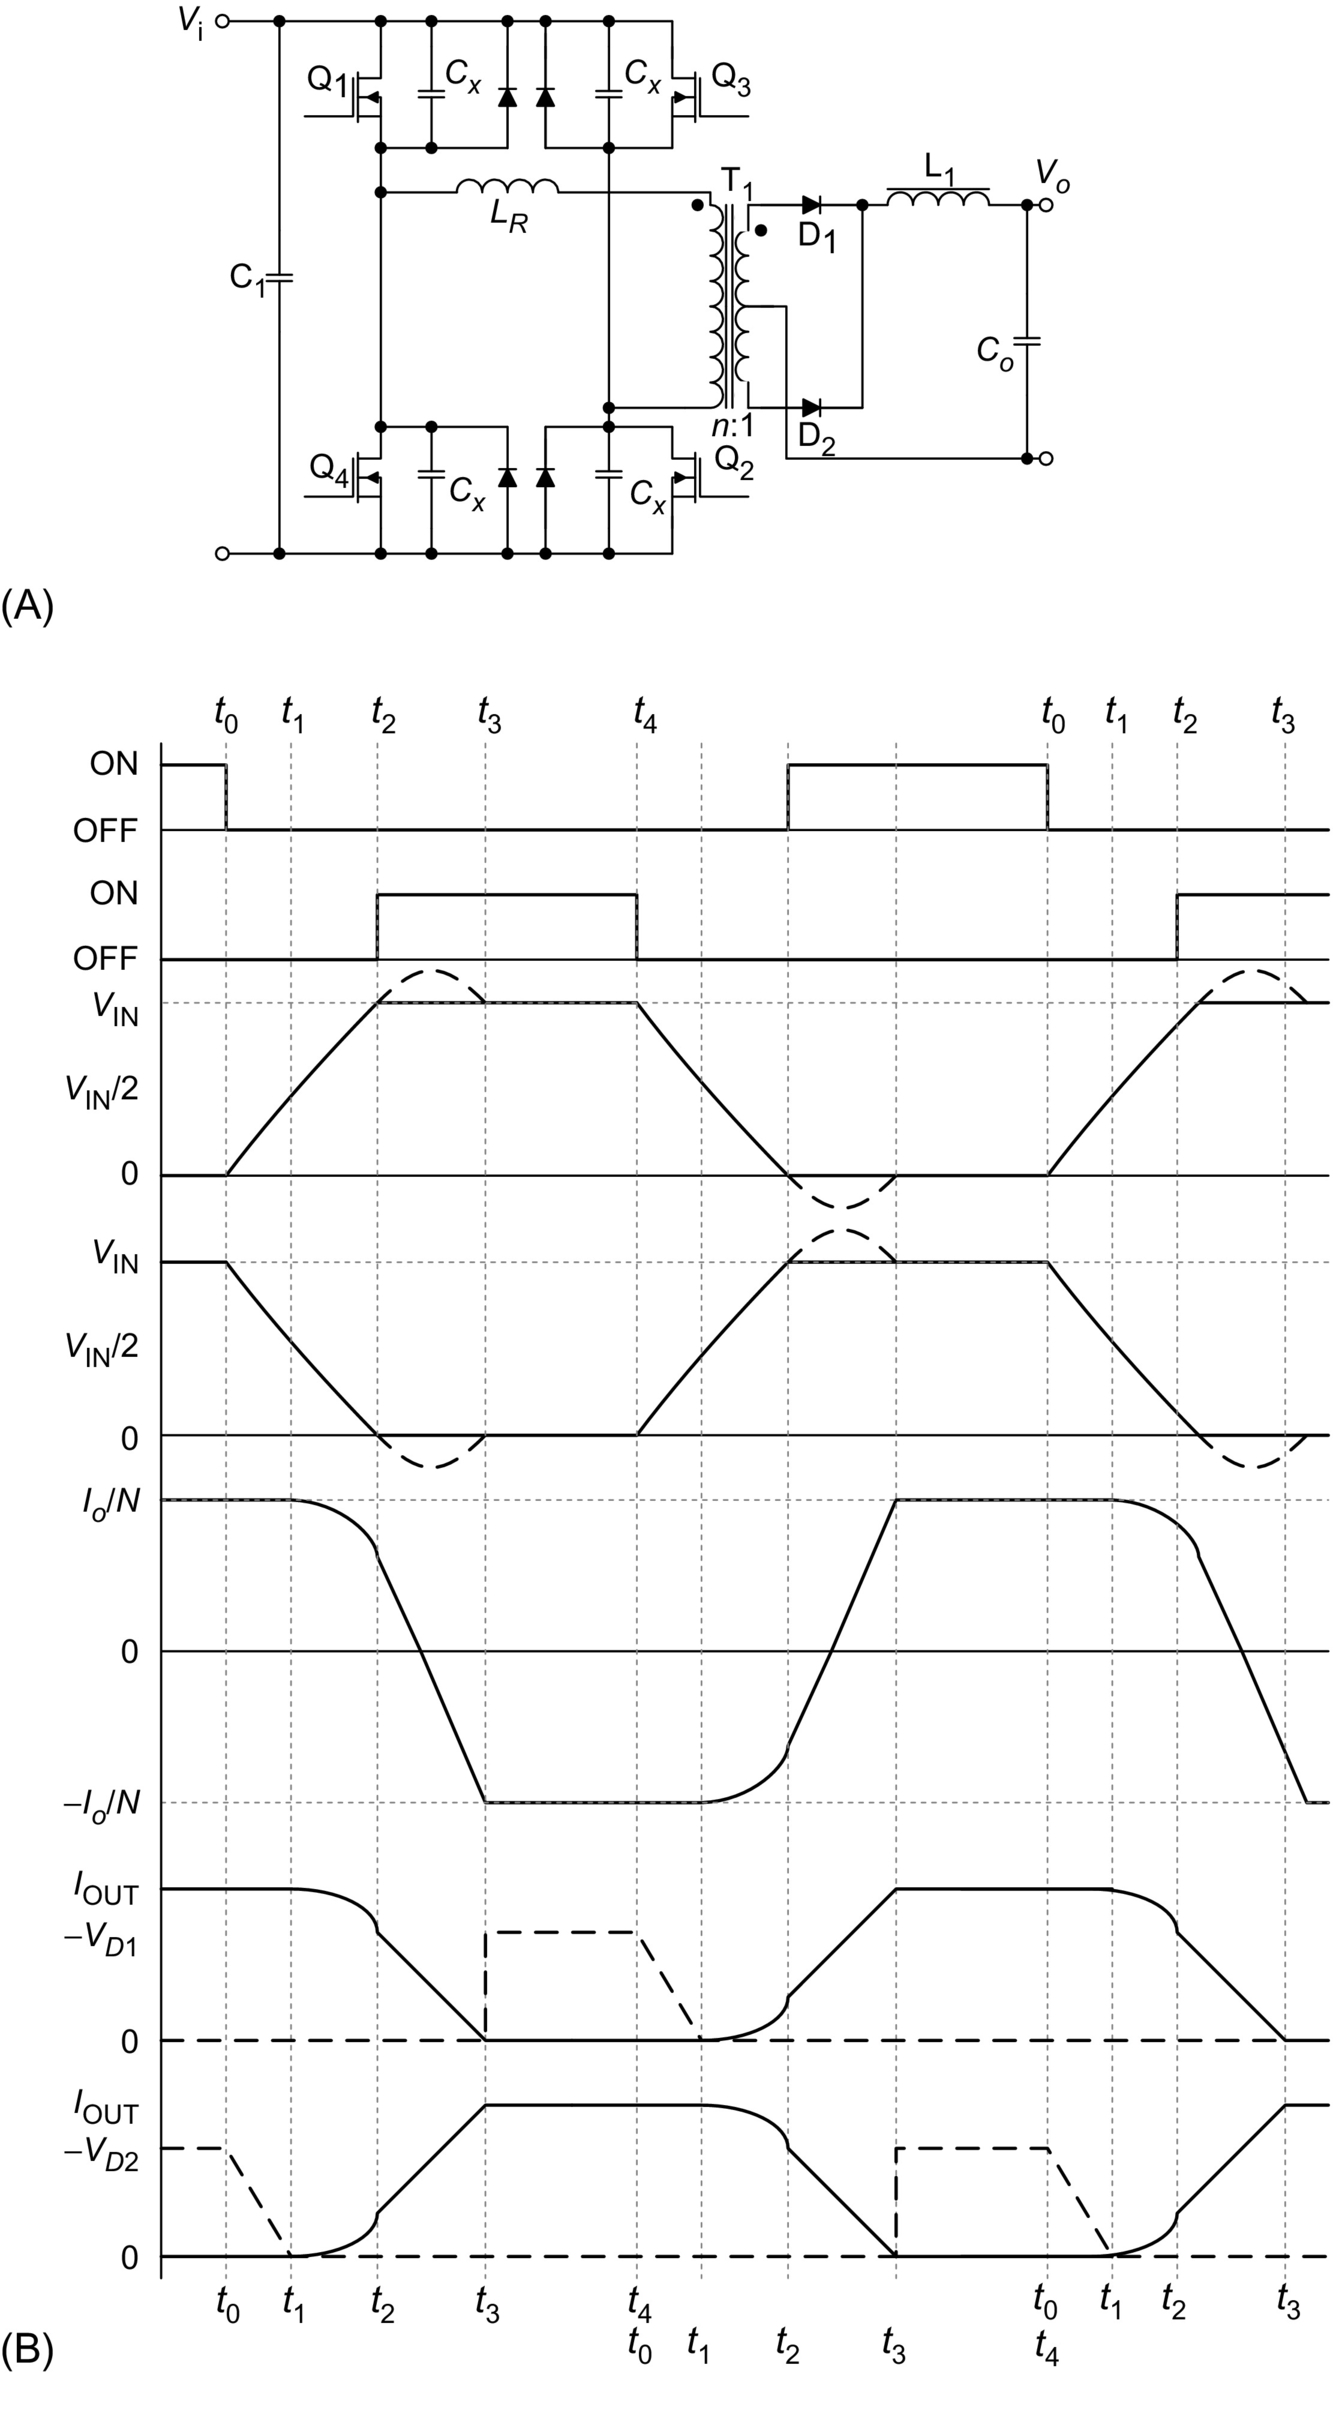 Vi
Q1
Cx
Cx
Q3
T1
L1
Vo
LR
D1
C1
Co
n:1
D2
Q4
Cx
Cx
Q2
(A)
t0 t1 t2 t3 t4 t0 t1 t2 t3
ON
OFF
ON
OFF
VIN
VIN/2
0
VIN
VIN/2
0
Io/N
0
–Io/N
IOUT
–VD1
0
IOUT
–VD2
0
t0 t1 t2 t3 t4 t0 t1 t2 t3
t0 t1 t2 t3 t4
(B)